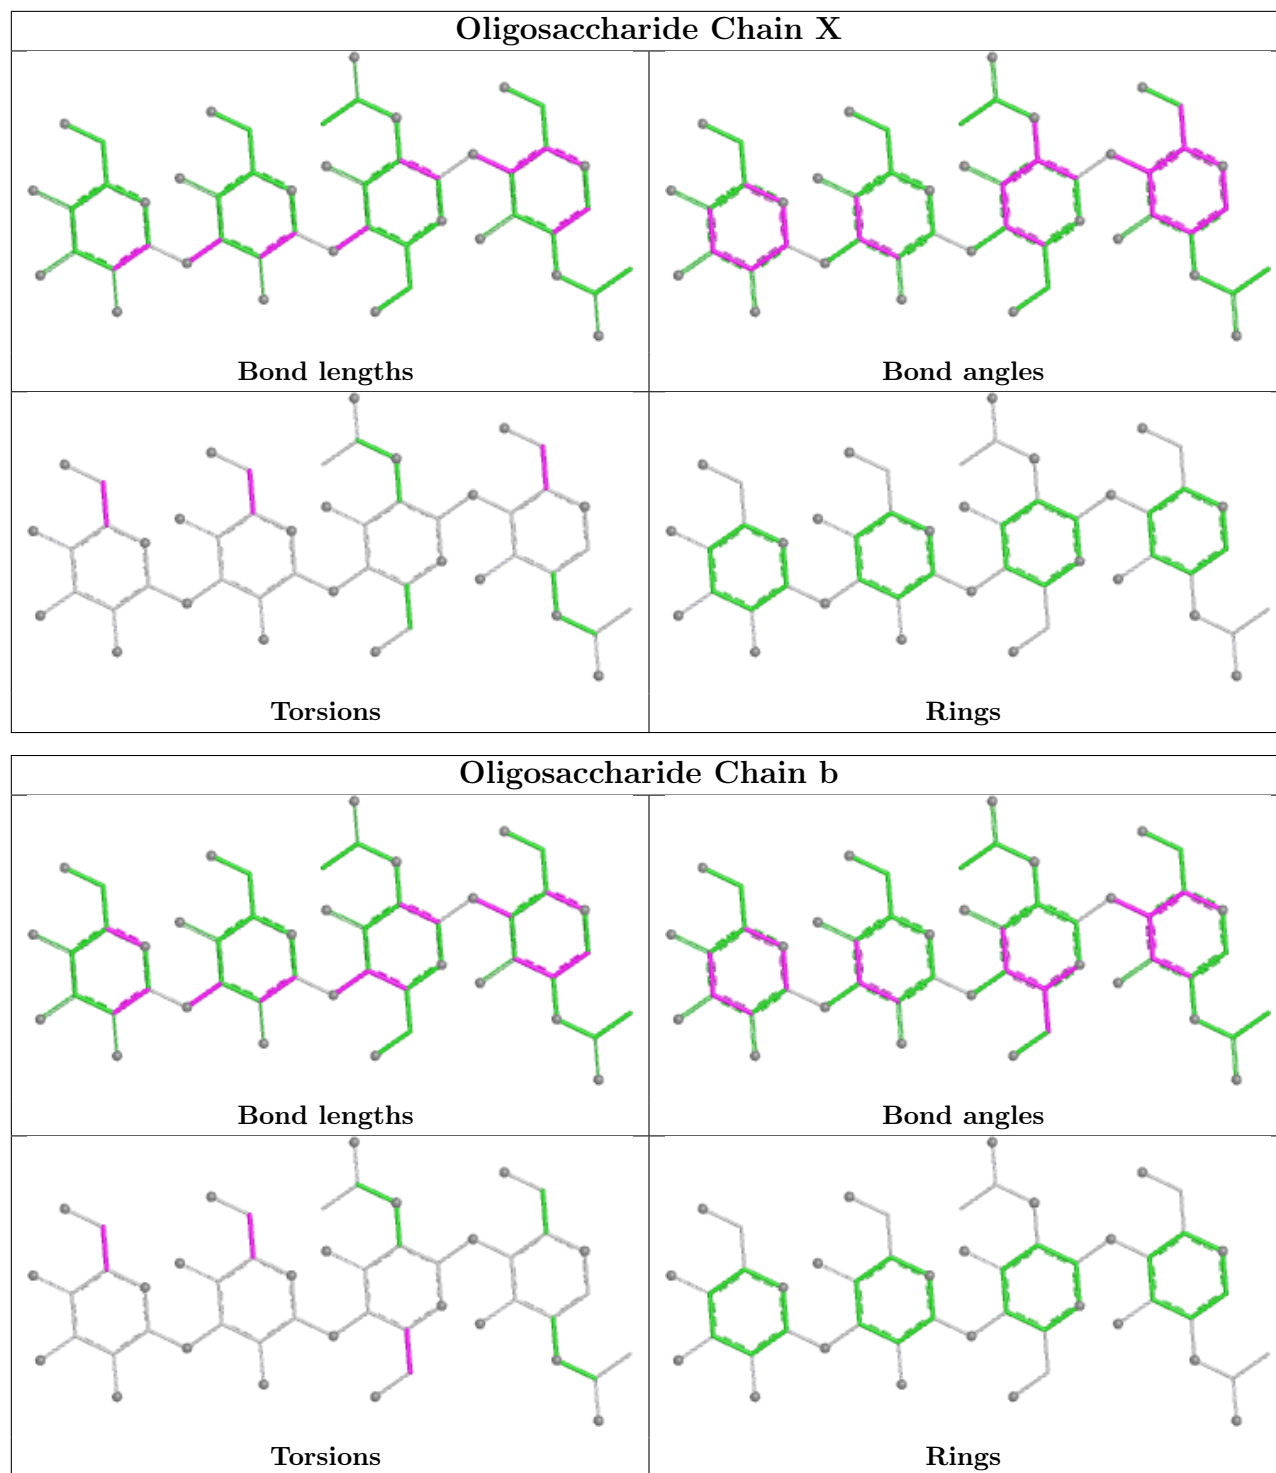 Oligosaccharide Chain X
Bond lengths
Bond angles
Torsions
Rings
Oligosaccharide Chain b
Bond lengths
Bond angles
Torsions
Rings